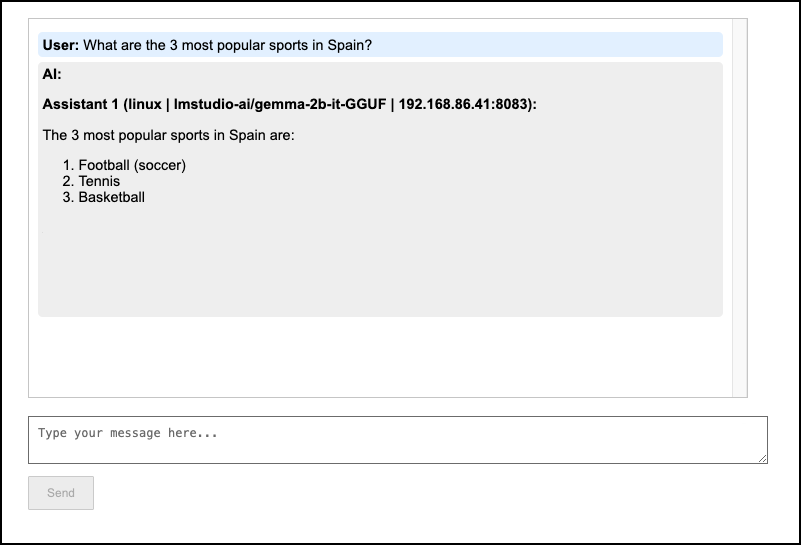 User: What are the 3 most popular sports in Spain?
AI:
Assistant 1 (linux | lmstudio-ai/gemma-2b-it-GGUF | 192.168.86.41:8083):
The 3 most popular sports in Spain are:
1. Football (soccer)
2. Tennis
3. Basketball
Type your message here...
Send